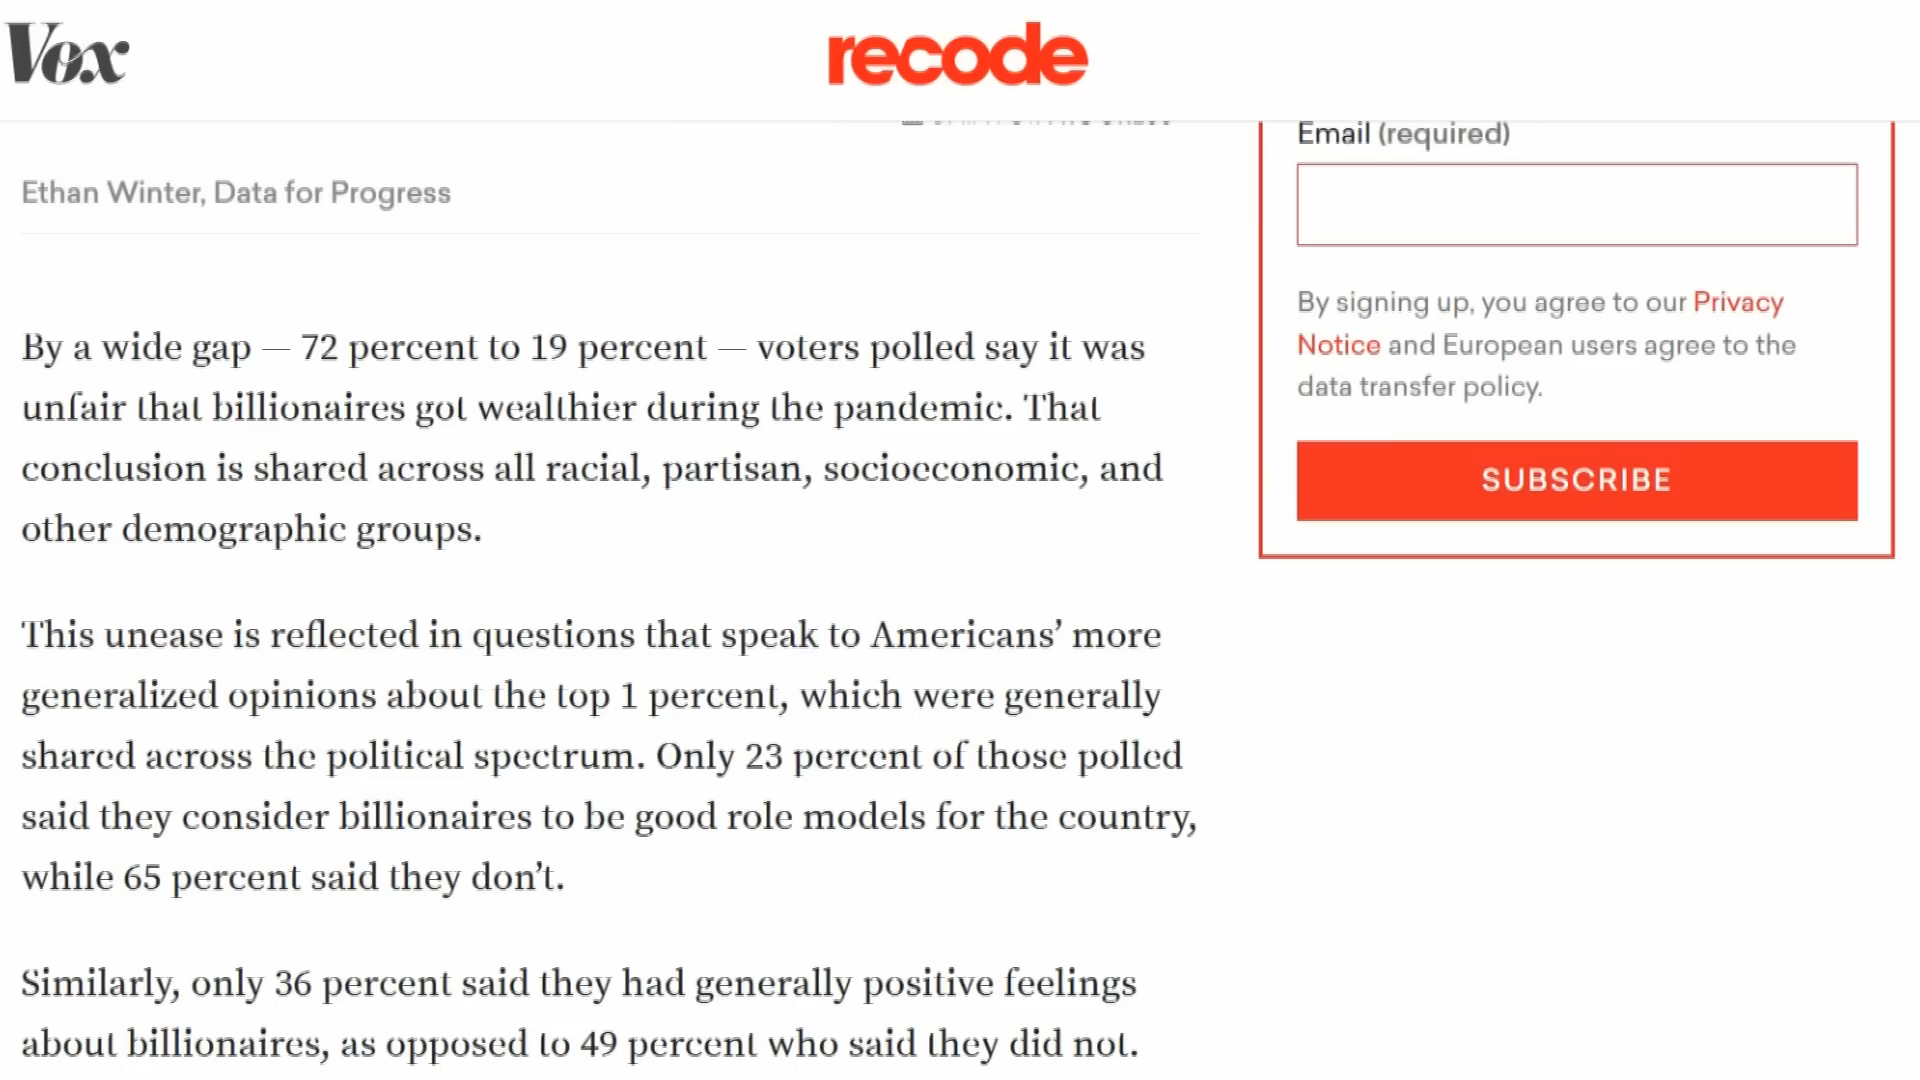 Vox
recode
Ethan Winter, Data for Progress
By a wide gap — 72 percent to 19 percent — voters polled say it was
unfair that billionaires got wealthier during the pandemic. That
conclusion is shared across all racial, partisan, socioeconomic, and
other demographic groups.
This unease is reflected in questions that speak to Americans’ more
generalized opinions about the top 1 percent, which were generally
shared across the political spectrum. Only 23 percent of those polled
said they consider billionaires to be good role models for the country,
while 65 percent said they don’t.
Similarly, only 36 percent said they had generally positive feelings
about billionaires, as opposed to 49 percent who said they did not.
Email (required)
By signing up, you agree to our Privacy
Notice and European users agree to the
data transfer policy.
SUBSCRIBE